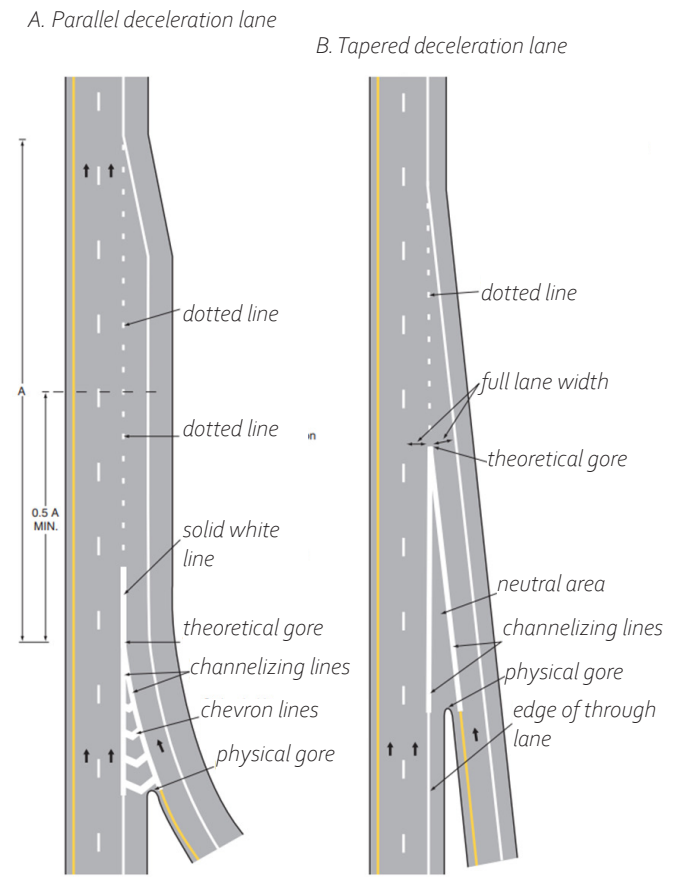 A. Parallel deceleration lane
B. Tapered deceleration lane
dotted line
dotted line
A
full lane width
dotted line
n
theoretical gore
0.5 A
MIN.
solid white
line
neutral area
theoretical gore
channelizing lines
channelizing lines
physical gore
chevron lines
edge of through
lane
physical gore